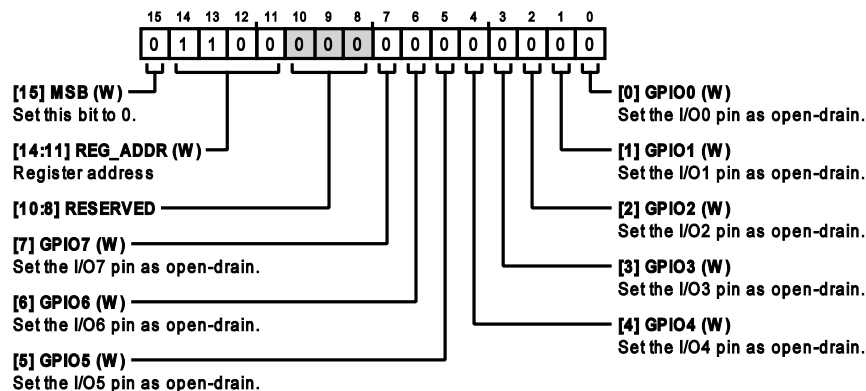 15 14 13 12 11 10 9 8 7 6 5 4 3 2 1 0
0 1 1 0 0 0 0 0 0 0 0 0 0 0 0 0
[15] MSB (W)
Set this bit to 0.
[14:11] REG_ADDR (W)
Register address
[10:8] RESERVED
[7] GPIO7 (W)
Set the I/O7 pin as open-drain.
[6] GPIO6 (W)
Set the I/O6 pin as open-drain.
[5] GPIO5 (W)
Set the I/O5 pin as open-drain.
[0] GPIO0 (W)
Set the I/O0 pin as open-drain.
[1] GPIO1 (W)
Set the I/O1 pin as open-drain.
[2] GPIO2 (W)
Set the I/O2 pin as open-drain.
[3] GPIO3 (W)
Set the I/O3 pin as open-drain.
[4] GPIO4 (W)
Set the I/O4 pin as open-drain.